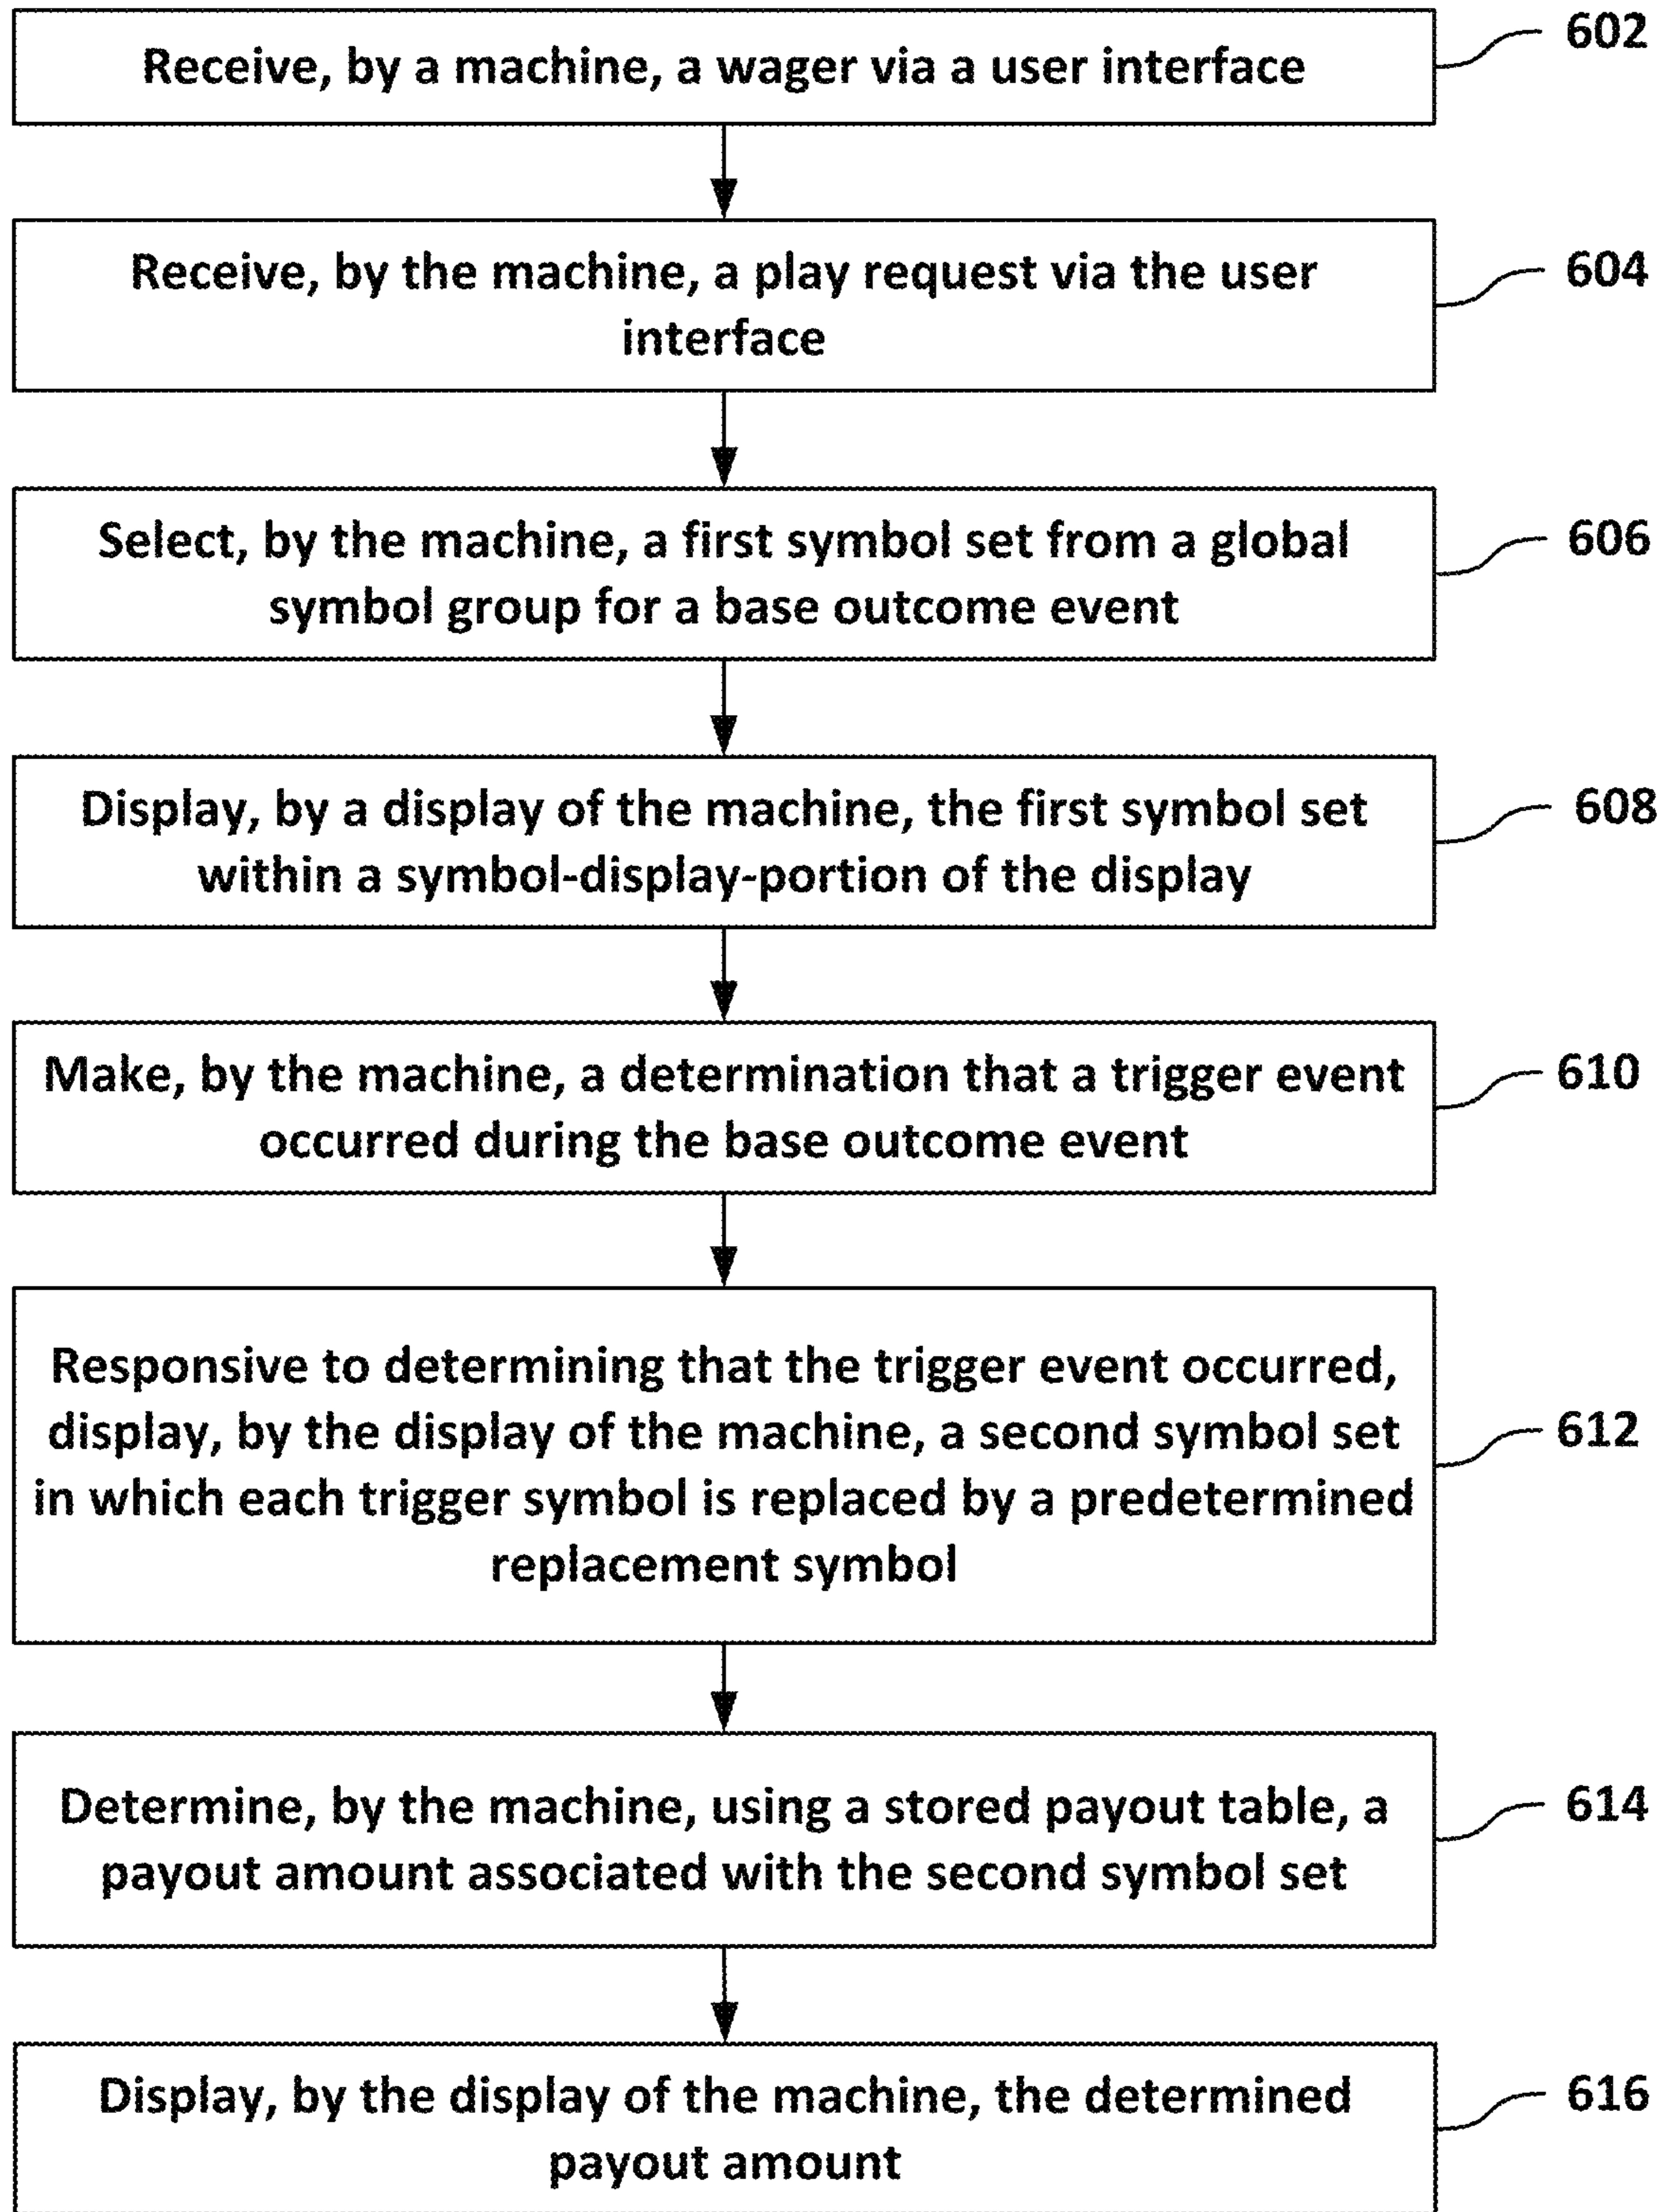 Receive, by a machine, a wager via a user interface
602
Receive, by the machine, a play request via the user
interface
604
Select, by the machine, a first symbol set from a global
symbol group for a base outcome event
606
Display, by a display of the machine, the first symbol set
within a symbol-display-portion of the display
608
Make, by the machine, a determination that a trigger event
occurred during the base outcome event
610
Responsive to determining that the trigger event occurred,
display, by the display of the machine, a second symbol set
in which each trigger symbol is replaced by a predetermined
replacement symbol
612
Determine, by the machine, using a stored payout table, a
payout amount associated with the second symbol set
614
Display, by the display of the machine, the determined
payout amount
616